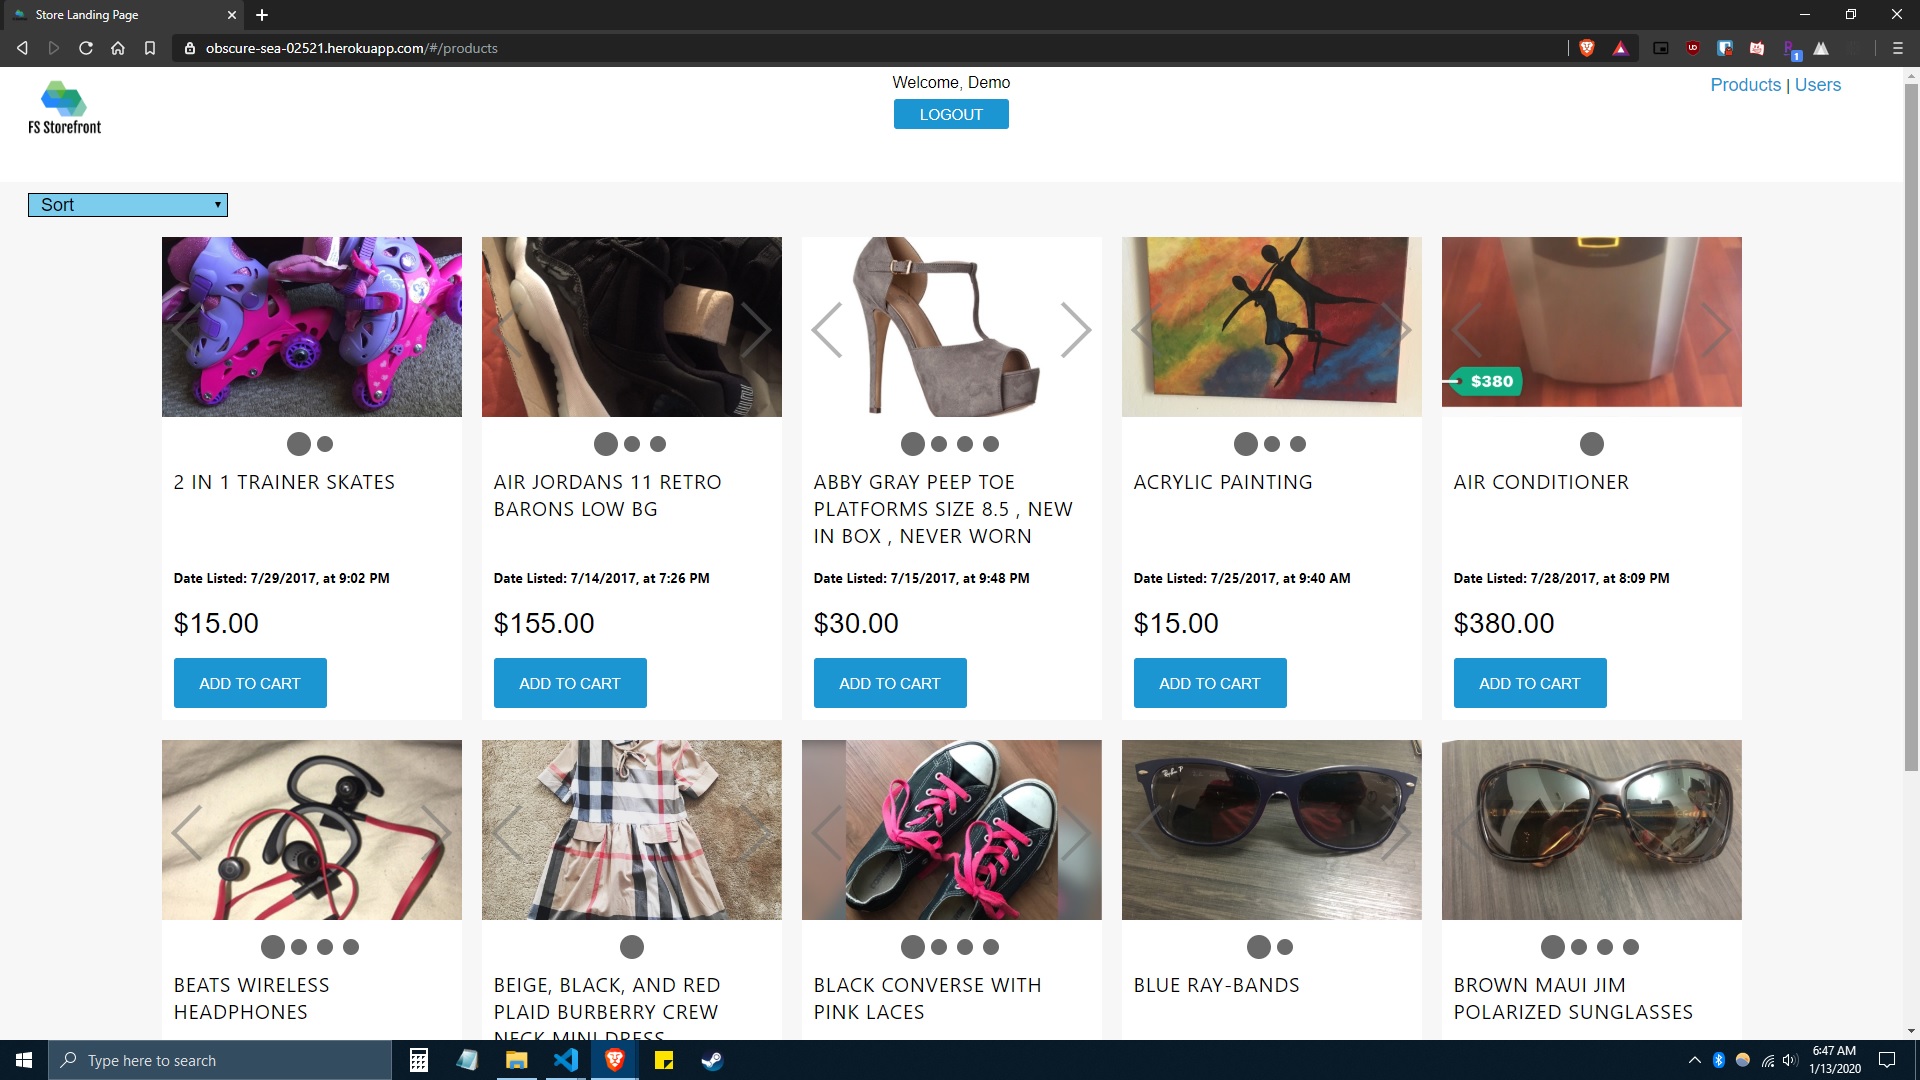 Store Landing Page
obscure-sea-02521.herokuapp.com/#/products
1
FS Storefront
Welcome, Demo
LOGOUT
Products | Users
Sort
$380
2 IN 1 TRAINER SKATES
Date Listed: 7/29/2017, at 9:02 PM
$15.00
ADD TO CART
AIR JORDANS 11 RETRO
BARONS LOW BG
Date Listed: 7/14/2017, at 7:26 PM
$155.00
ADD TO CART
ABBY GRAY PEEP TOE
PLATFORMS SIZE 8.5 , NEW
IN BOX , NEVER WORN
Date Listed: 7/15/2017, at 9:48 PM
$30.00
ADD TO CART
ACRYLIC PAINTING
Date Listed: 7/25/2017, at 9:40 AM
$15.00
ADD TO CART
AIR CONDITIONER
Date Listed: 7/28/2017, at 8:09 PM
$380.00
ADD TO CART
BEATS WIRELESS
HEADPHONES
BEIGE, BLACK, AND RED
PLAID BURBERRY CREW
NECK MINI DRESS
BLACK CONVERSE WITH
PINK LACES
BLUE RAY-BANDS
BROWN MAUI JIM
POLARIZED SUNGLASSES
Type here to search
6:47 AM
1/13/2020